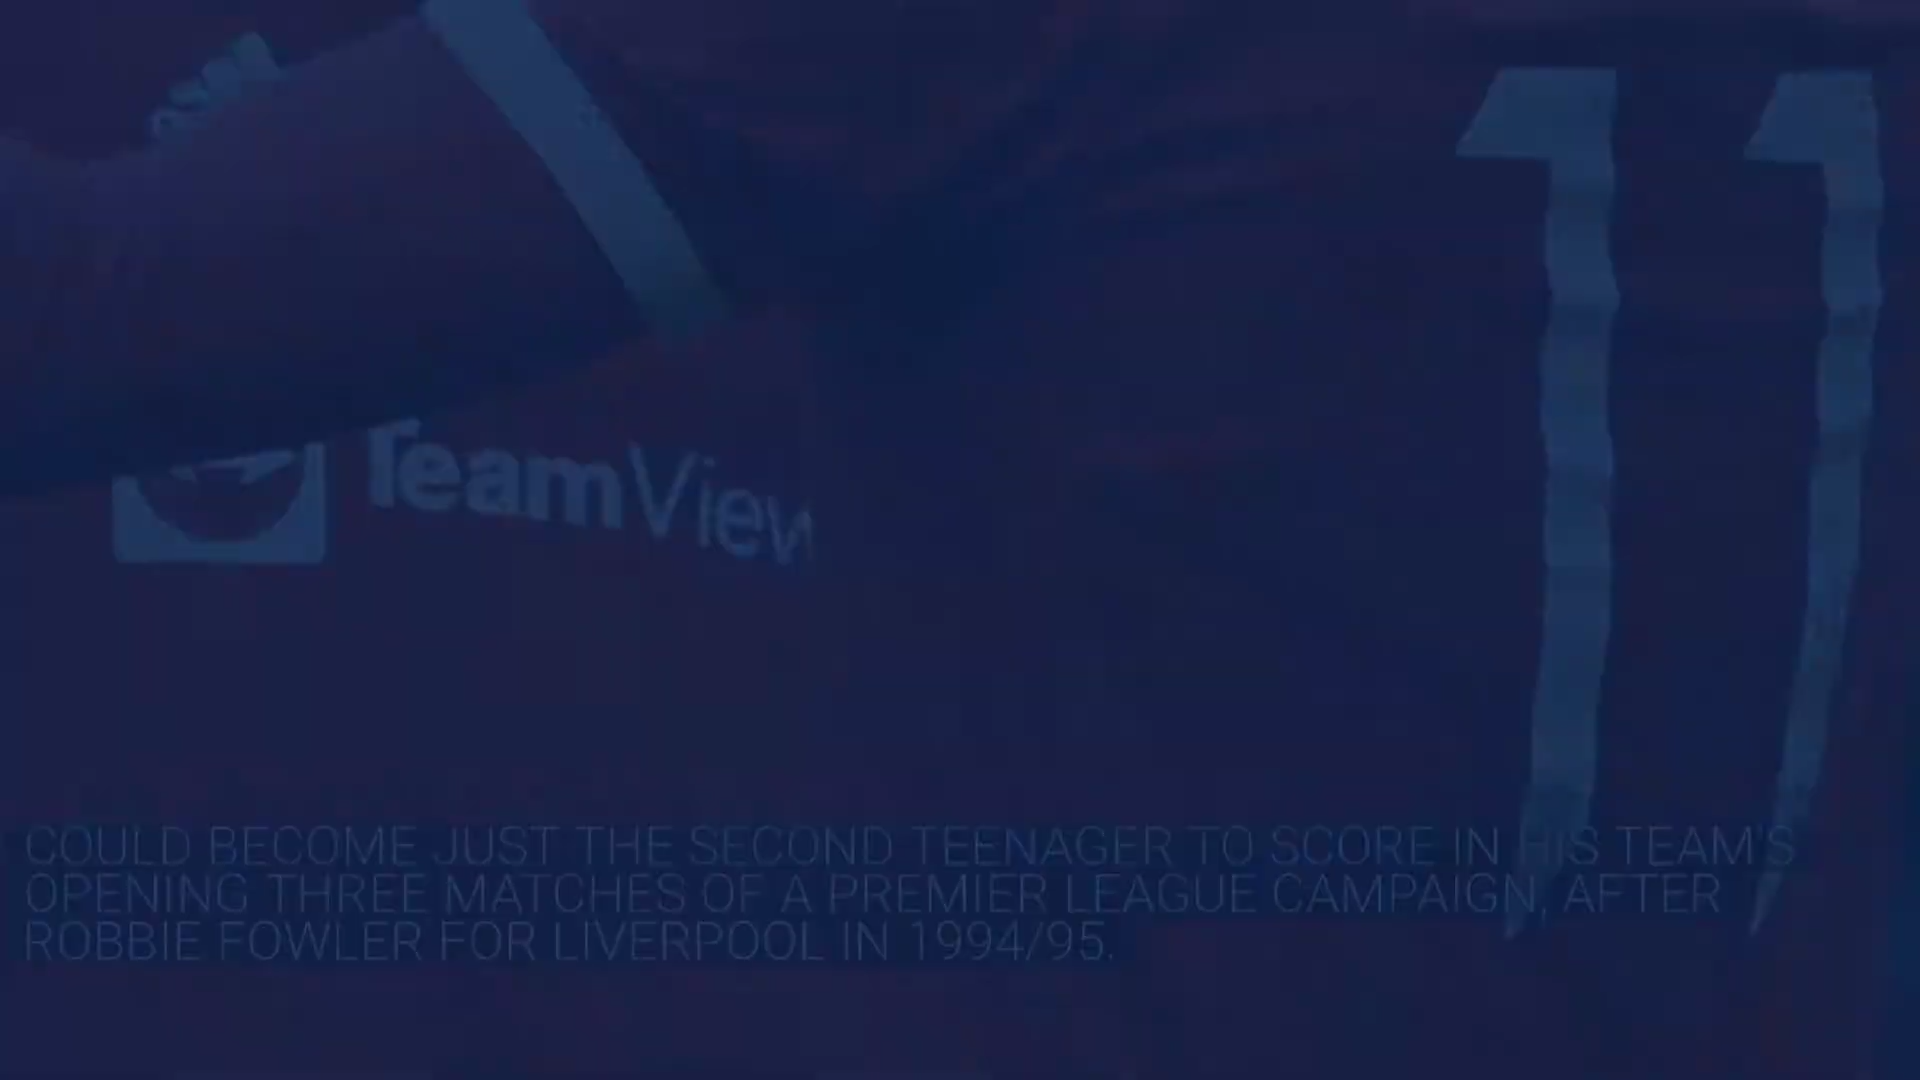 11
TeamView
COULD BECOME JUST THE SECOND TEENAGER TO SCORE IN HIS TEAM'S
OPENING THREE MATCHES OF A PREMIER LEAGUE CAMPAIGN, AFTER
ROBBIE FOWLER FOR LIVERPOOL IN 1994/95.